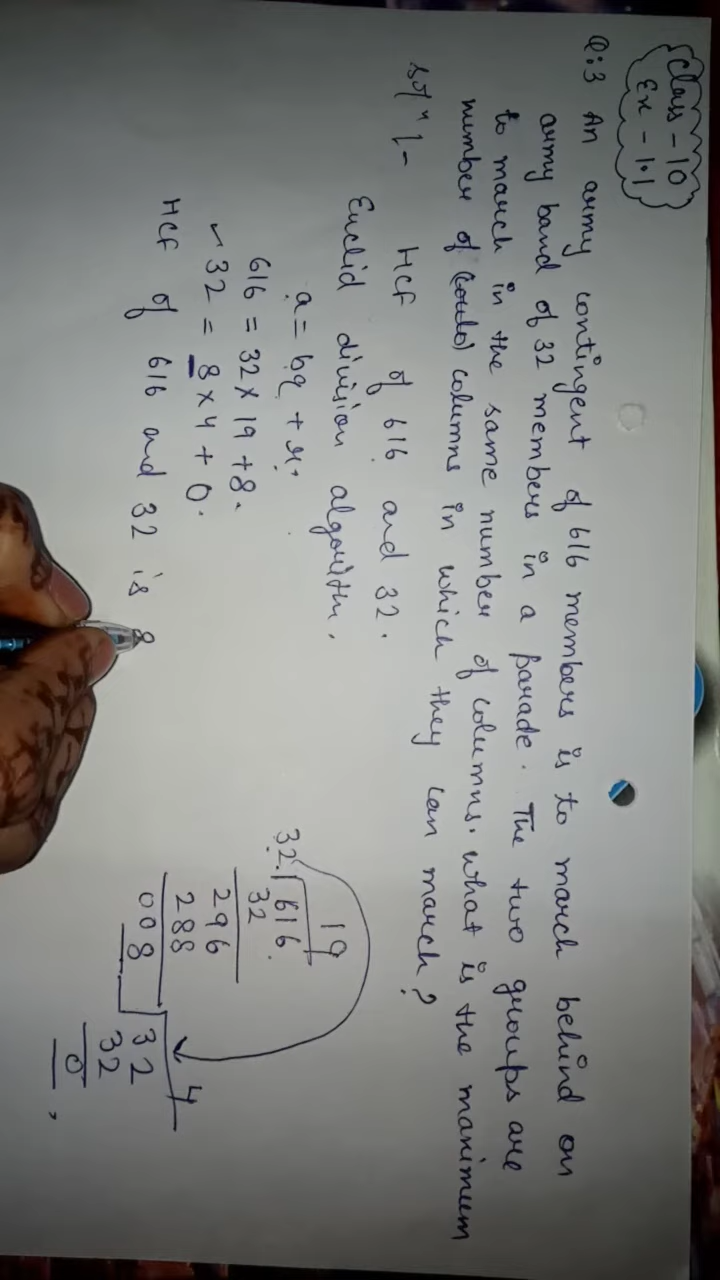 Class - 10
Ex - 1.1
Q:3 An army contingent of 616 members is to march behind on
army band of 32 members in a parade. The two groups are
to march in the same number of columns. what is the maximum
number of columns in which they can march?
solⁿ:-
HCF of 616 and 32.
Euclid division algorithm.
a = bq + r.
616 = 32 × 19 + 8.
32 = 8 × 4 + 0.
HCF of 616 and 32 is 8
19
32 616.
32
296
288
008 32 4
32
0